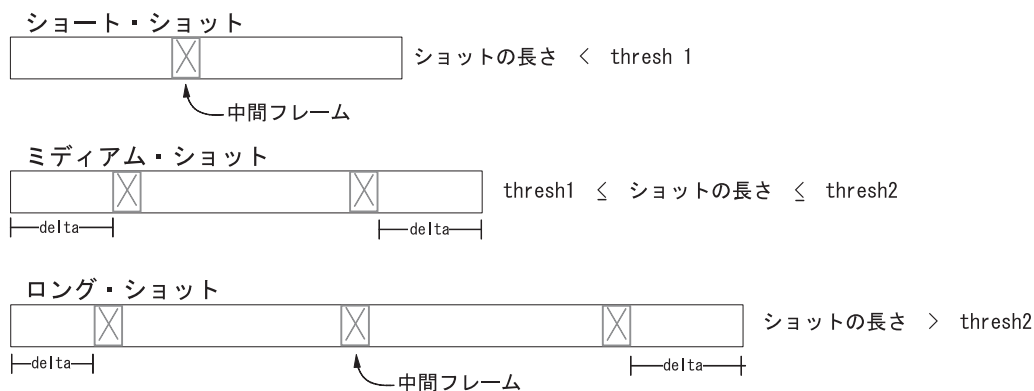 ショート・ショット
ショットの長さ < thresh 1
中間フレーム
ミディアム・ショット
thresh1 ≤ ショットの長さ ≤ thresh2
delta delta
ロング・ショット
ショットの長さ > thresh2
delta delta
中間フレーム